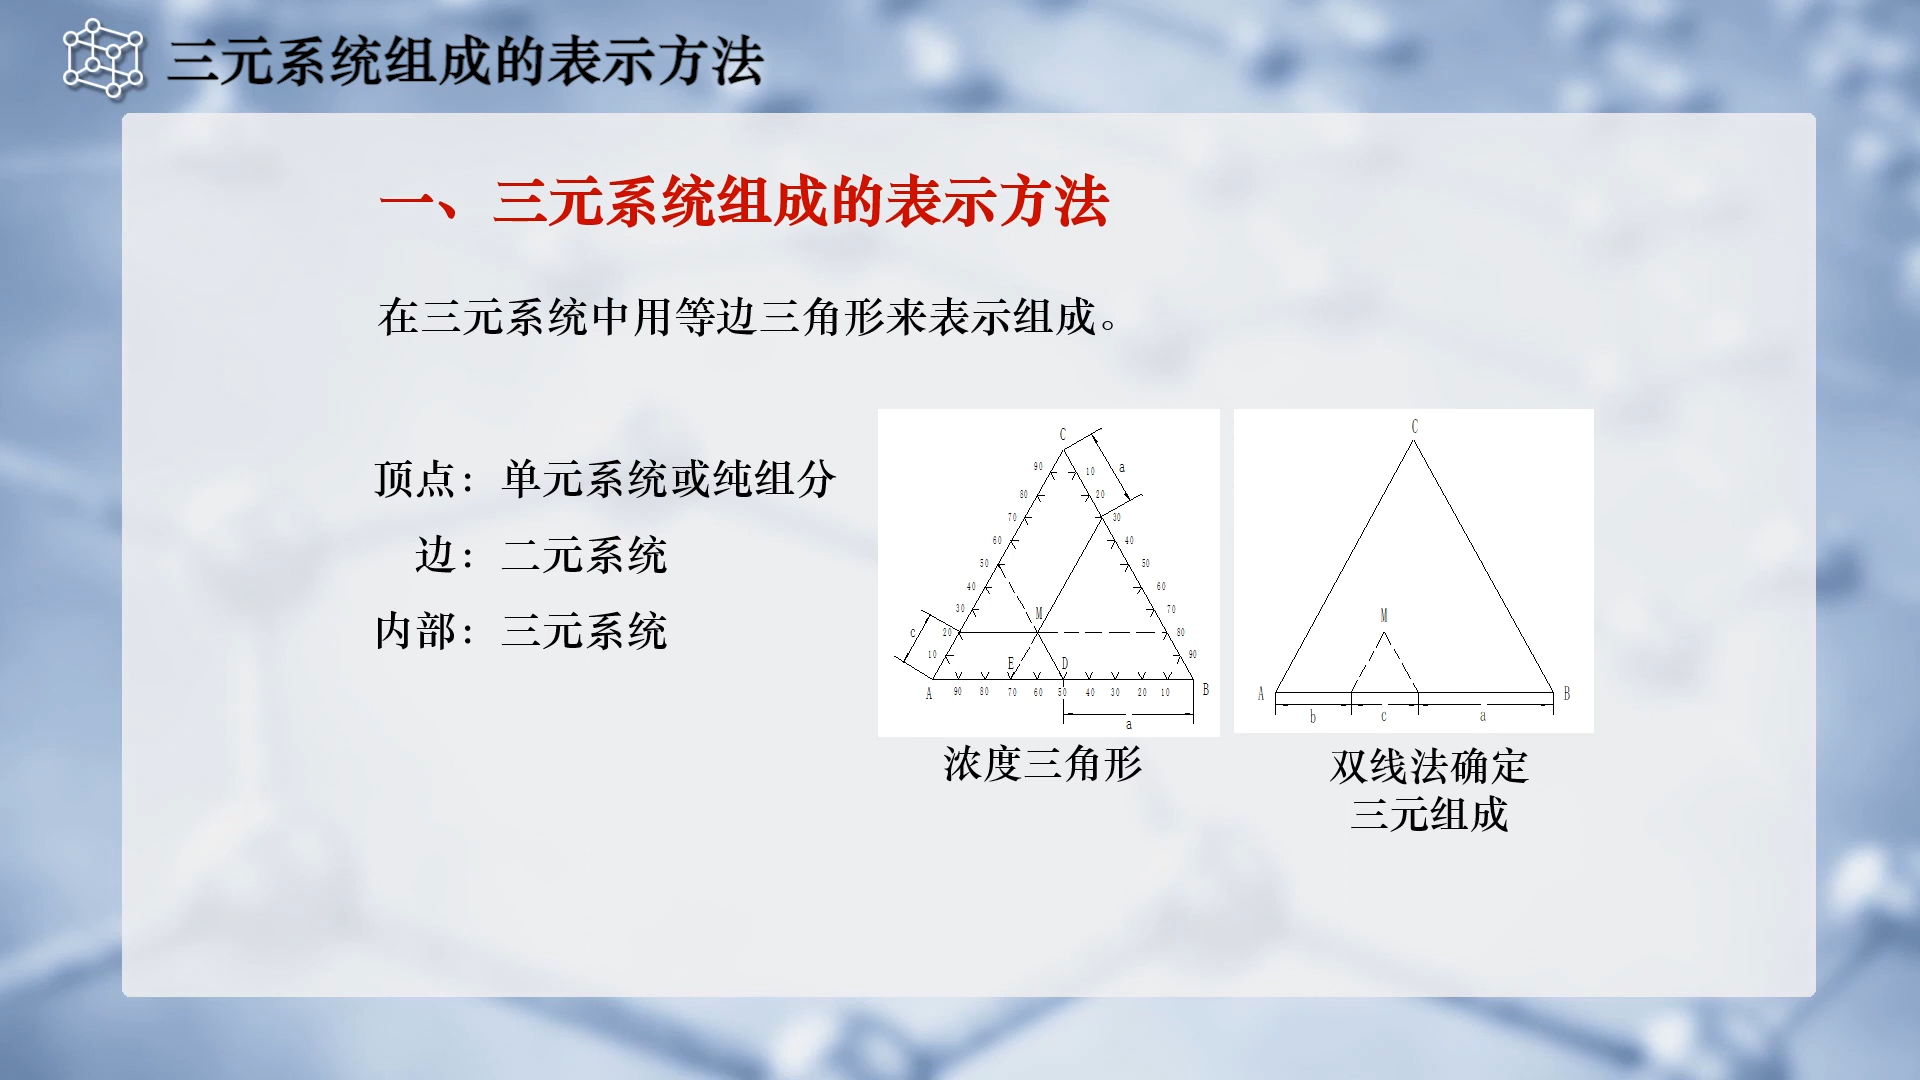 三元系统组成的表示方法
一、三元系统组成的表示方法
在三元系统中用等边三角形来表示组成。
顶点：单元系统或纯组分
边：二元系统
内部：三元系统
C
90 10 a
80 20
70 30
60 40
50 50
40 60
30 M 70
c 20 80
10 E D 90
A 90 80 70 60 50 40 30 20 10 B
a
浓度三角形
C
M
A B
b c a
双线法确定
三元组成